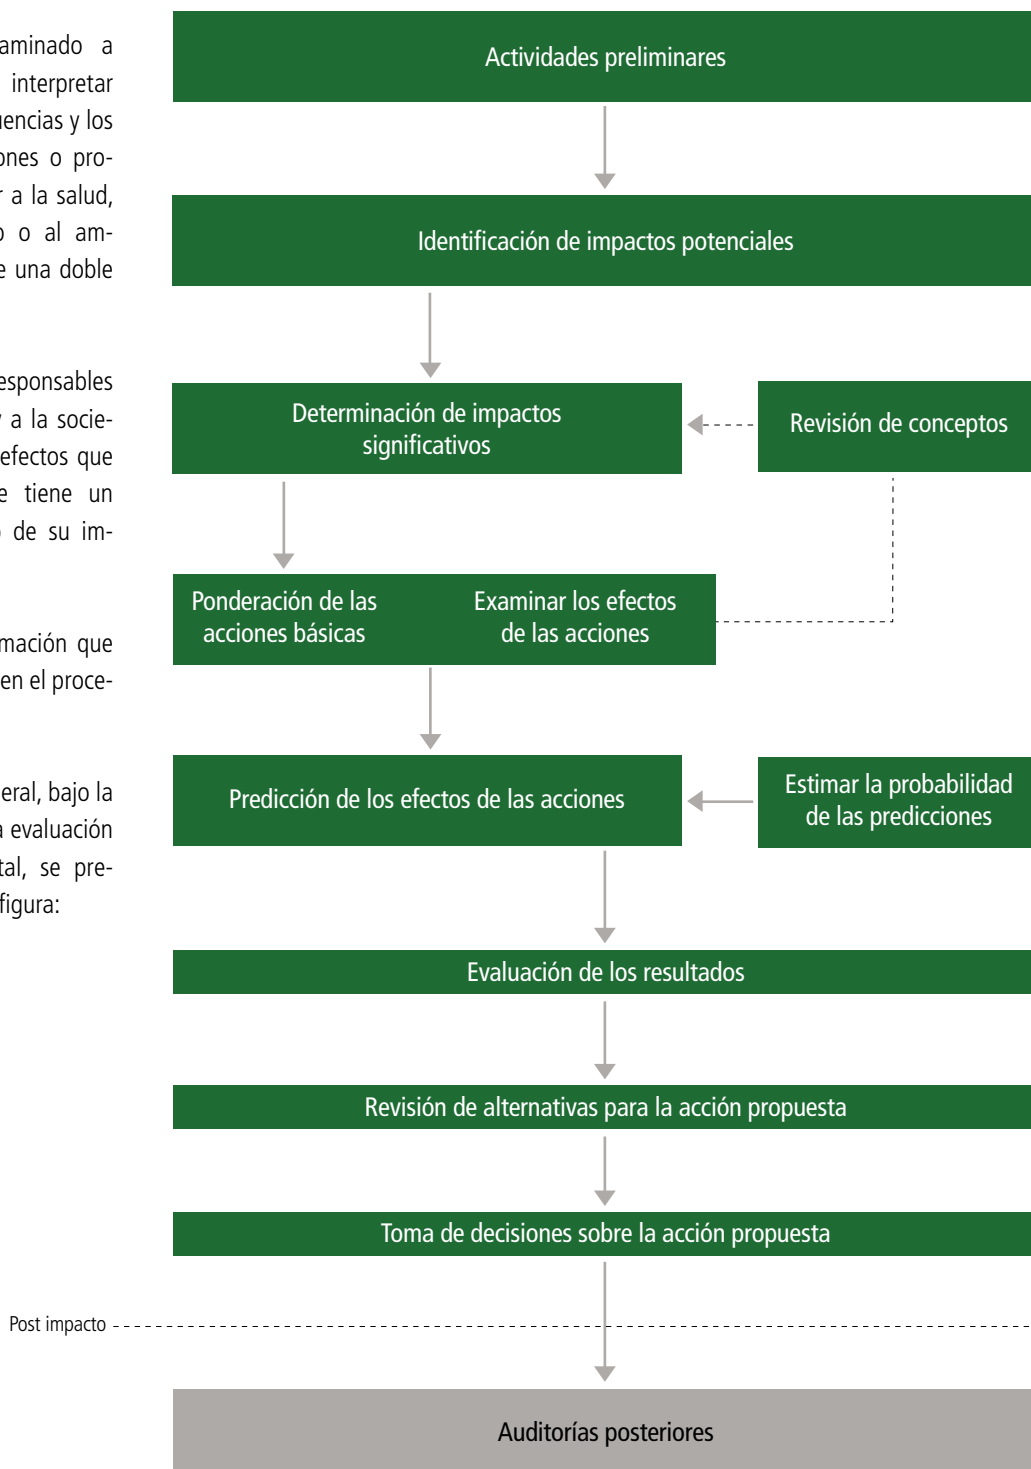 aminado a
interpretar
uencias y los
ones o pro-
r a la salud,
o o al am-
e una doble
esponsables
y a la socie-
efectos que
e tiene un
o de su im-
mación que
en el proce-
eral, bajo la
a evaluación
tal, se pre-
figura:
Actividades preliminares
Identificación de impactos potenciales
Determinación de impactos
significativos
Revisión de conceptos
Ponderación de las
acciones básicas
Examinar los efectos
de las acciones
Predicción de los efectos de las acciones
Estimar la probabilidad
de las predicciones
Evaluación de los resultados
Revisión de alternativas para la acción propuesta
Toma de decisiones sobre la acción propuesta
Post impacto
Auditorías posteriores